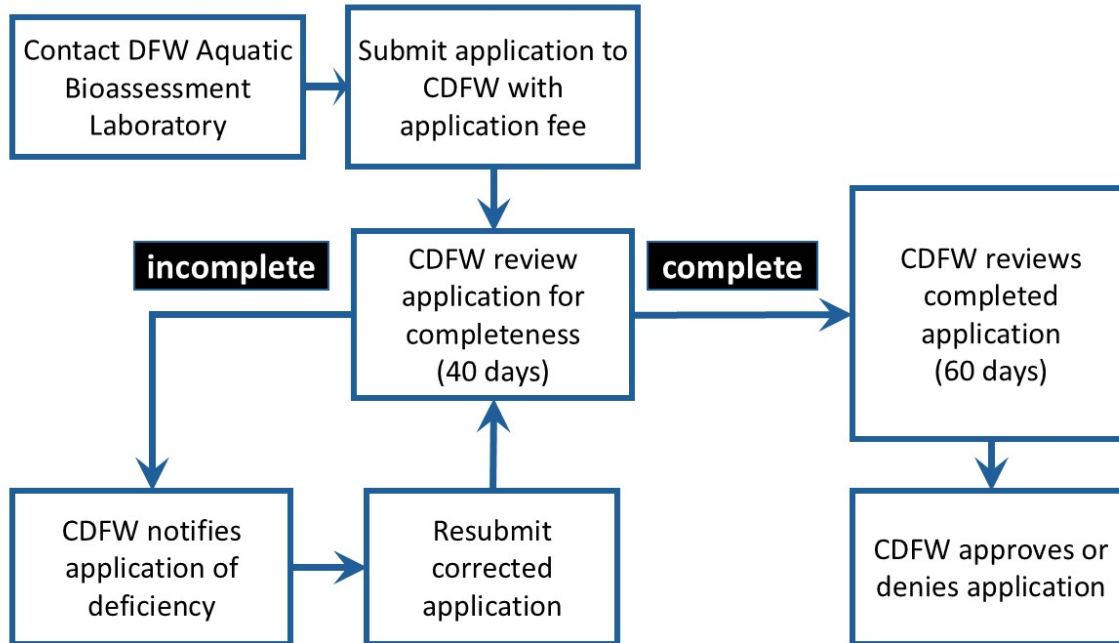 Contact DFW Aquatic
Bioassessment
Laboratory
Submit application to
CDFW with
application fee
incomplete
CDFW review
application for
completeness
(40 days)
complete
CDFW reviews
completed
application
(60 days)
CDFW notifies
application of
deficiency
Resubmit
corrected
application
CDFW approves or
denies application